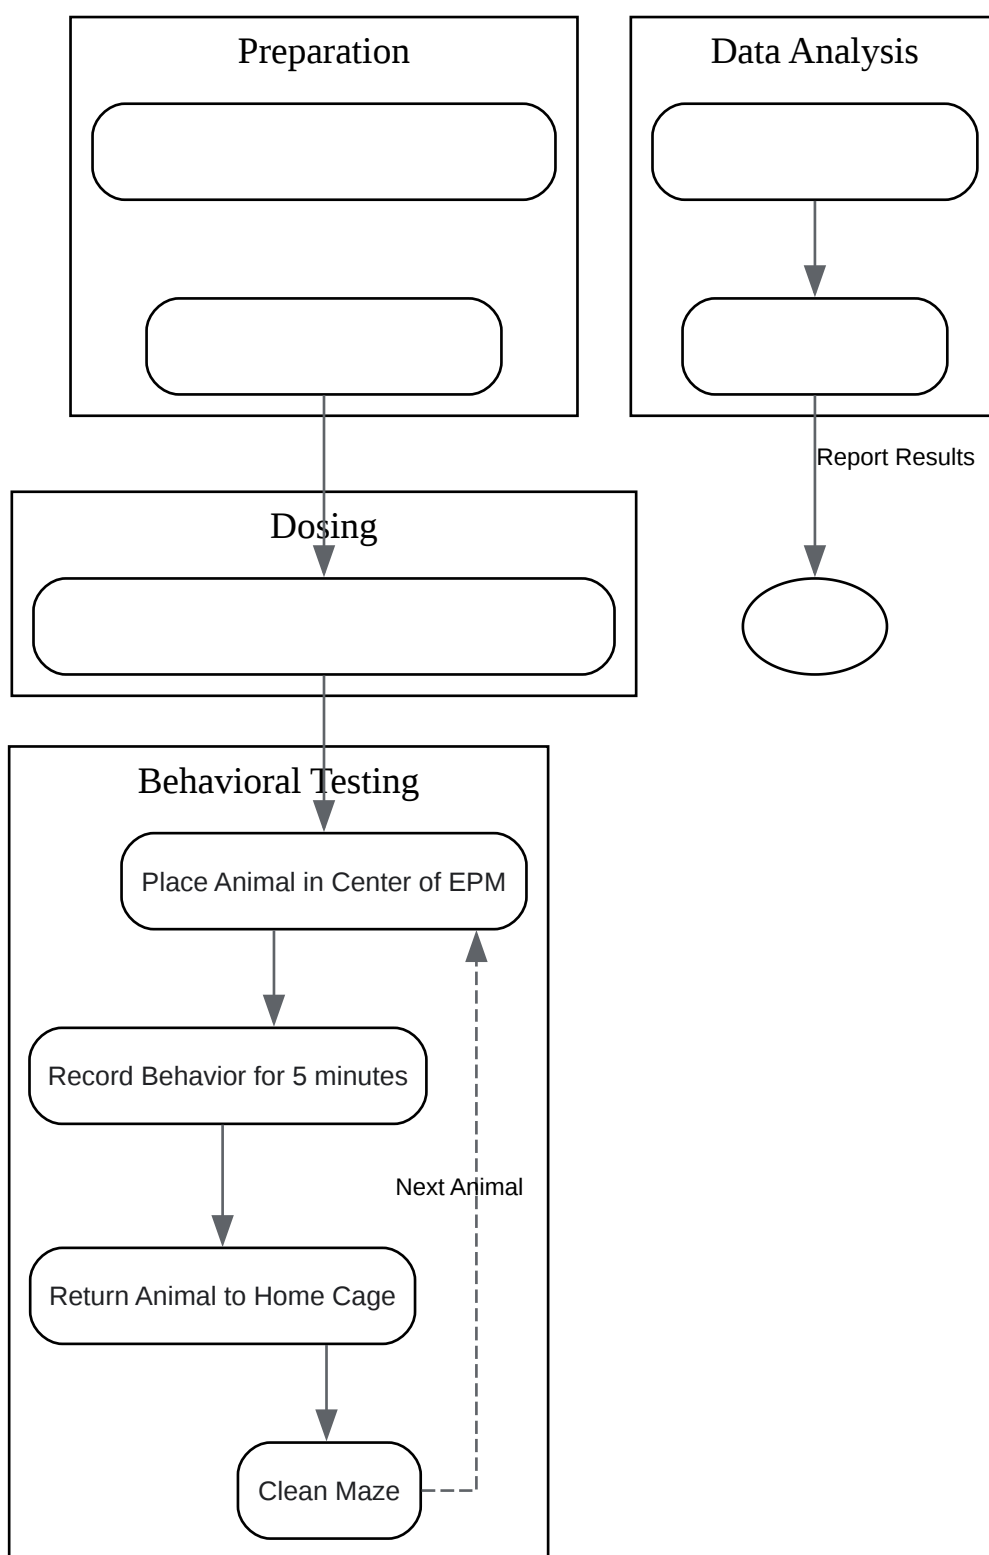 Preparation
Data Analysis
Report Results
Dosing
Behavioral Testing
Place Animal in Center of EPM
Record Behavior for 5 minutes
Next Animal
Return Animal to Home Cage
Clean Maze